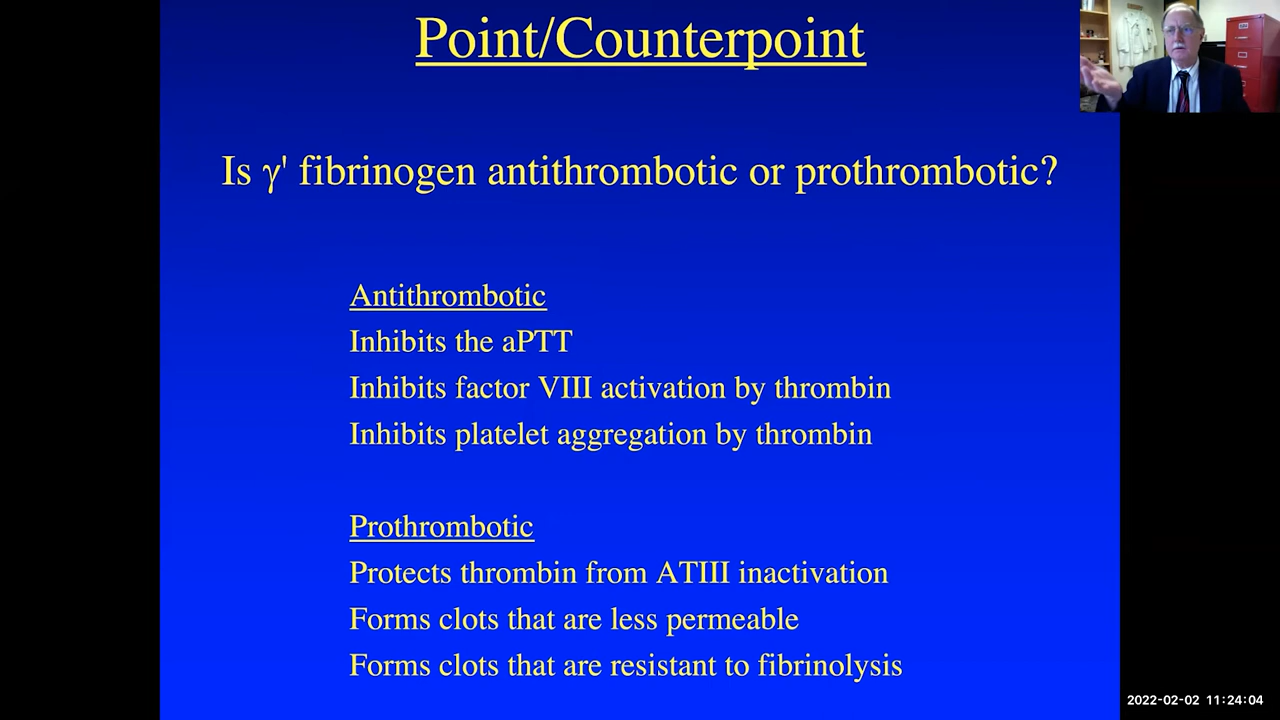 Point/Counterpoint
Is γ' fibrinogen antithrombotic or prothrombotic?
Antithrombotic
Inhibits the aPTT
Inhibits factor VIII activation by thrombin
Inhibits platelet aggregation by thrombin
Prothrombotic
Protects thrombin from ATIII inactivation
Forms clots that are less permeable
Forms clots that are resistant to fibrinolysis
2022-02-02 11:24:04